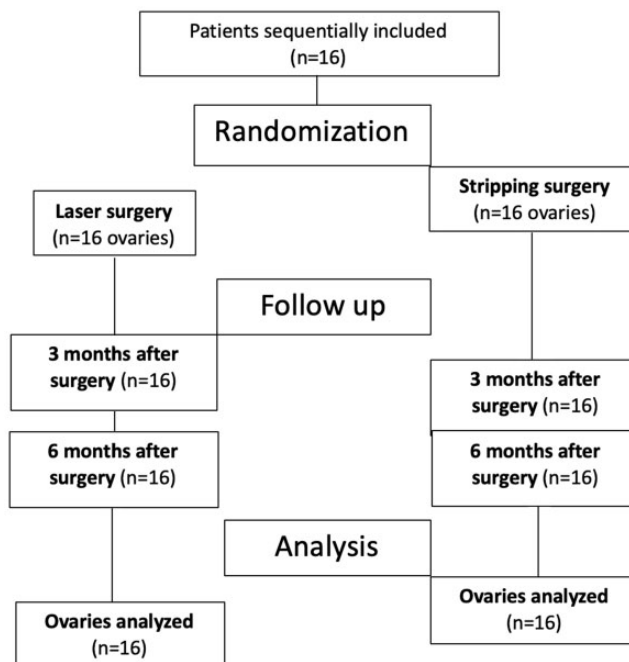 Patients sequentially included
(n=16)
Randomization
Laser surgery
(n=16 ovaries)
Stripping surgery
(n=16 ovaries)
Follow up
3 months after
surgery (n=16)
3 months after
surgery (n=16)
6 months after
surgery (n=16)
6 months after
surgery (n=16)
Analysis
Ovaries analyzed
(n=16)
Ovaries analyzed
(n=16)